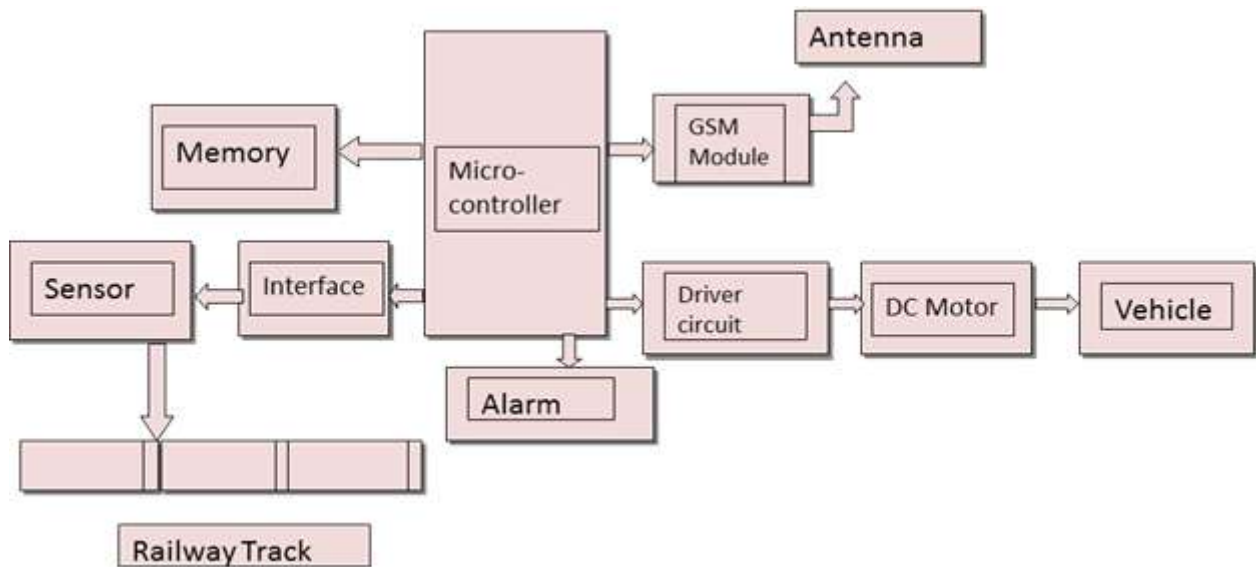 Antenna
GSM
Module
Memory
Micro-
controller
Sensor
Interface
Driver
circuit
DC Motor
Vehicle
Alarm
Railway Track